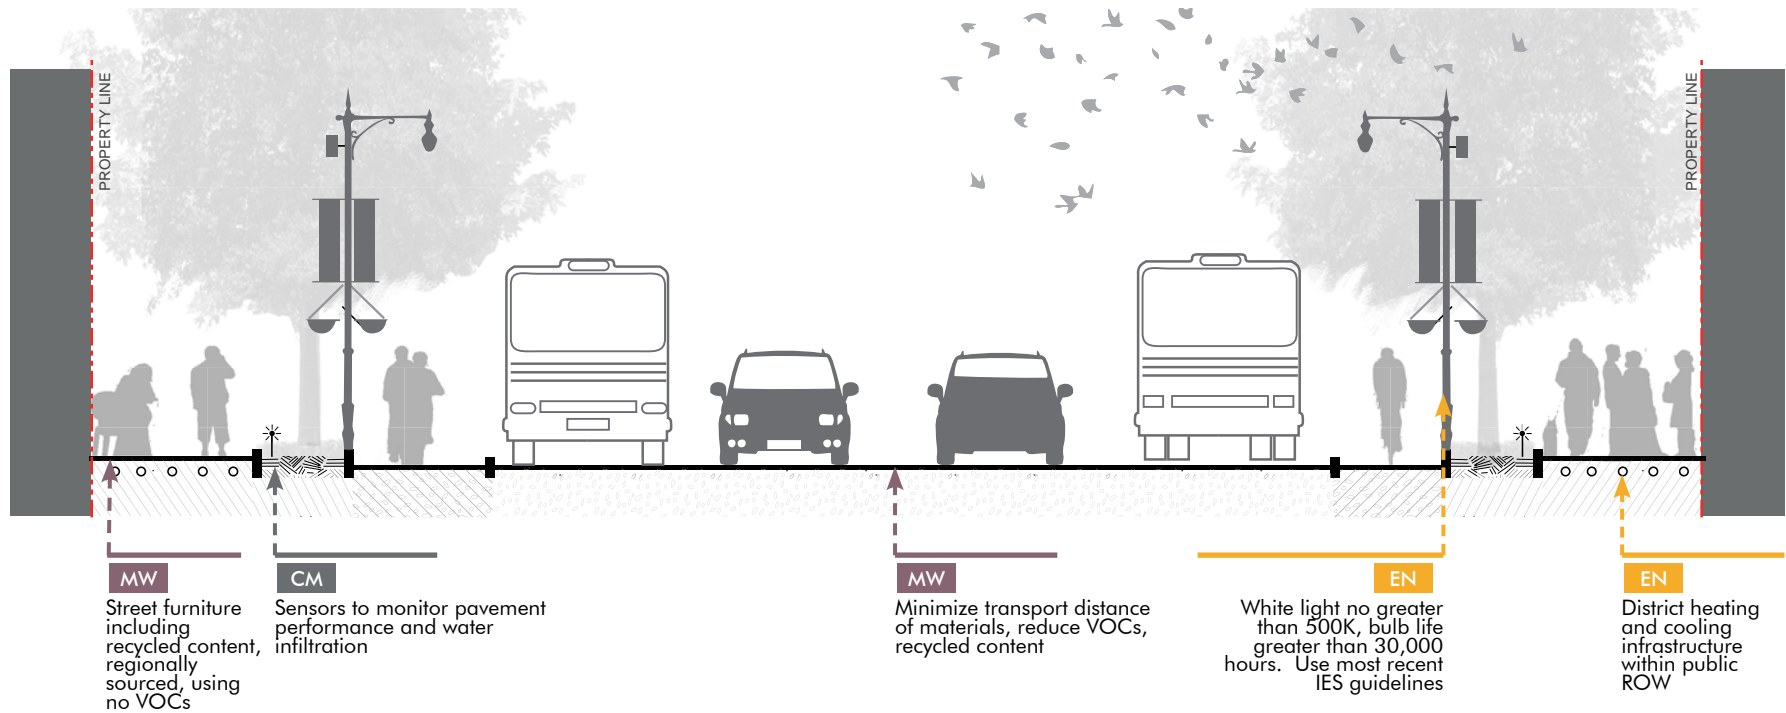 PROPERTY LINE
PROPERTY LINE
MW
Street furniture
including
recycled content,
regionally
sourced, using
no VOCs
CM
Sensors to monitor pavement
performance and water
infiltration
MW
Minimize transport distance
of materials, reduce VOCs,
recycled content
EN
White light no greater
than 500K, bulb life
greater than 30,000
hours.  Use most recent
IES guidelines
EN
District heating
and cooling
infrastructure
within public
ROW